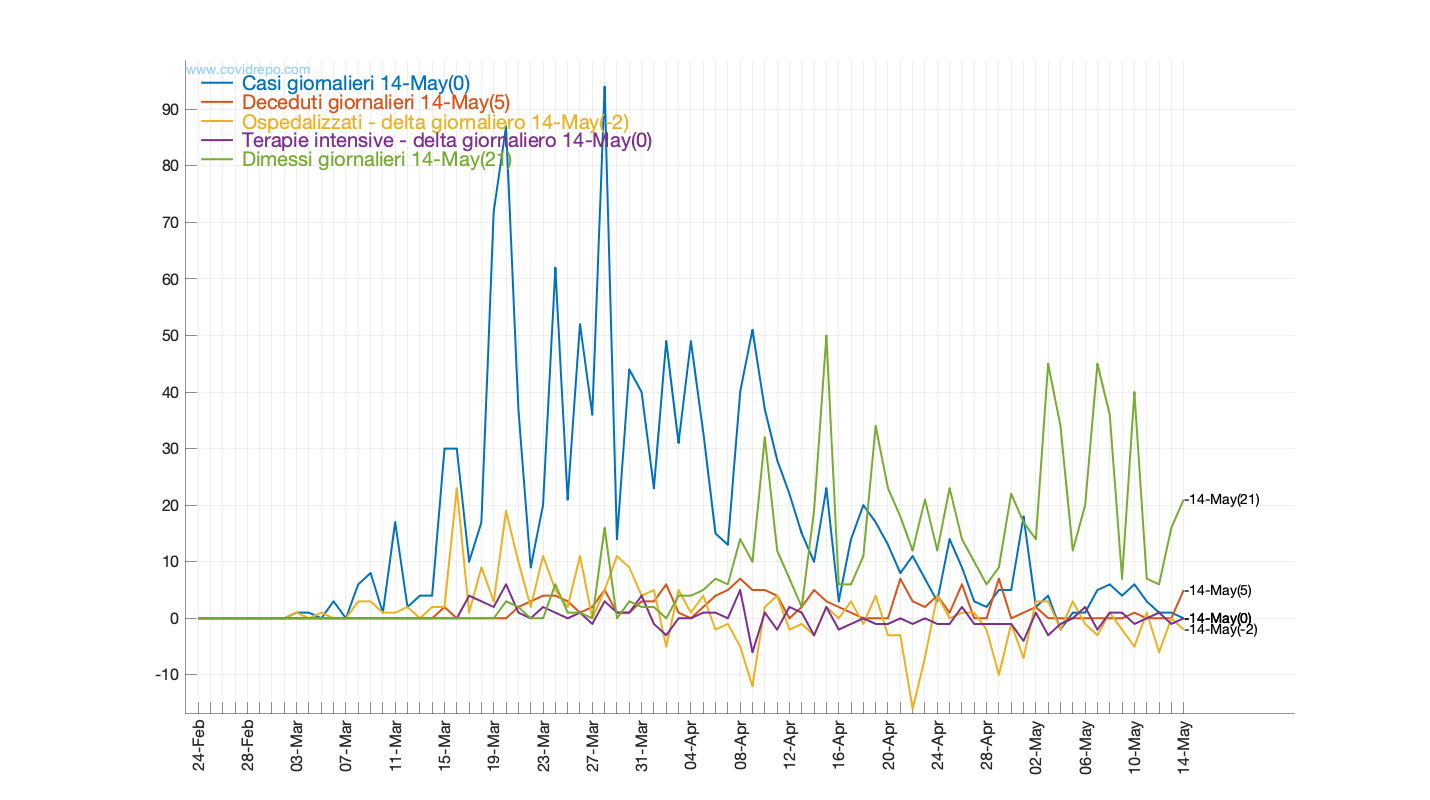 www.covidrepo.com
Casi giornalieri 14-May(0)
Deceduti giornalieri 14-May(5)
Ospedalizzati - delta giornaliero 14-May(-2)
Terapie intensive - delta giornaliero 14-May(0)
Dimessi giornalieri 14-May(21)
90
80
70
60
50
40
30
20
10
0
-10
-14-May(21)
-14-May(5)
-14-May(0)
-14-May(-2)
24-Feb
28-Feb
03-Mar
07-Mar
11-Mar
15-Mar
19-Mar
23-Mar
27-Mar
31-Mar
04-Apr
08-Apr
12-Apr
16-Apr
20-Apr
24-Apr
28-Apr
02-May
06-May
10-May
14-May